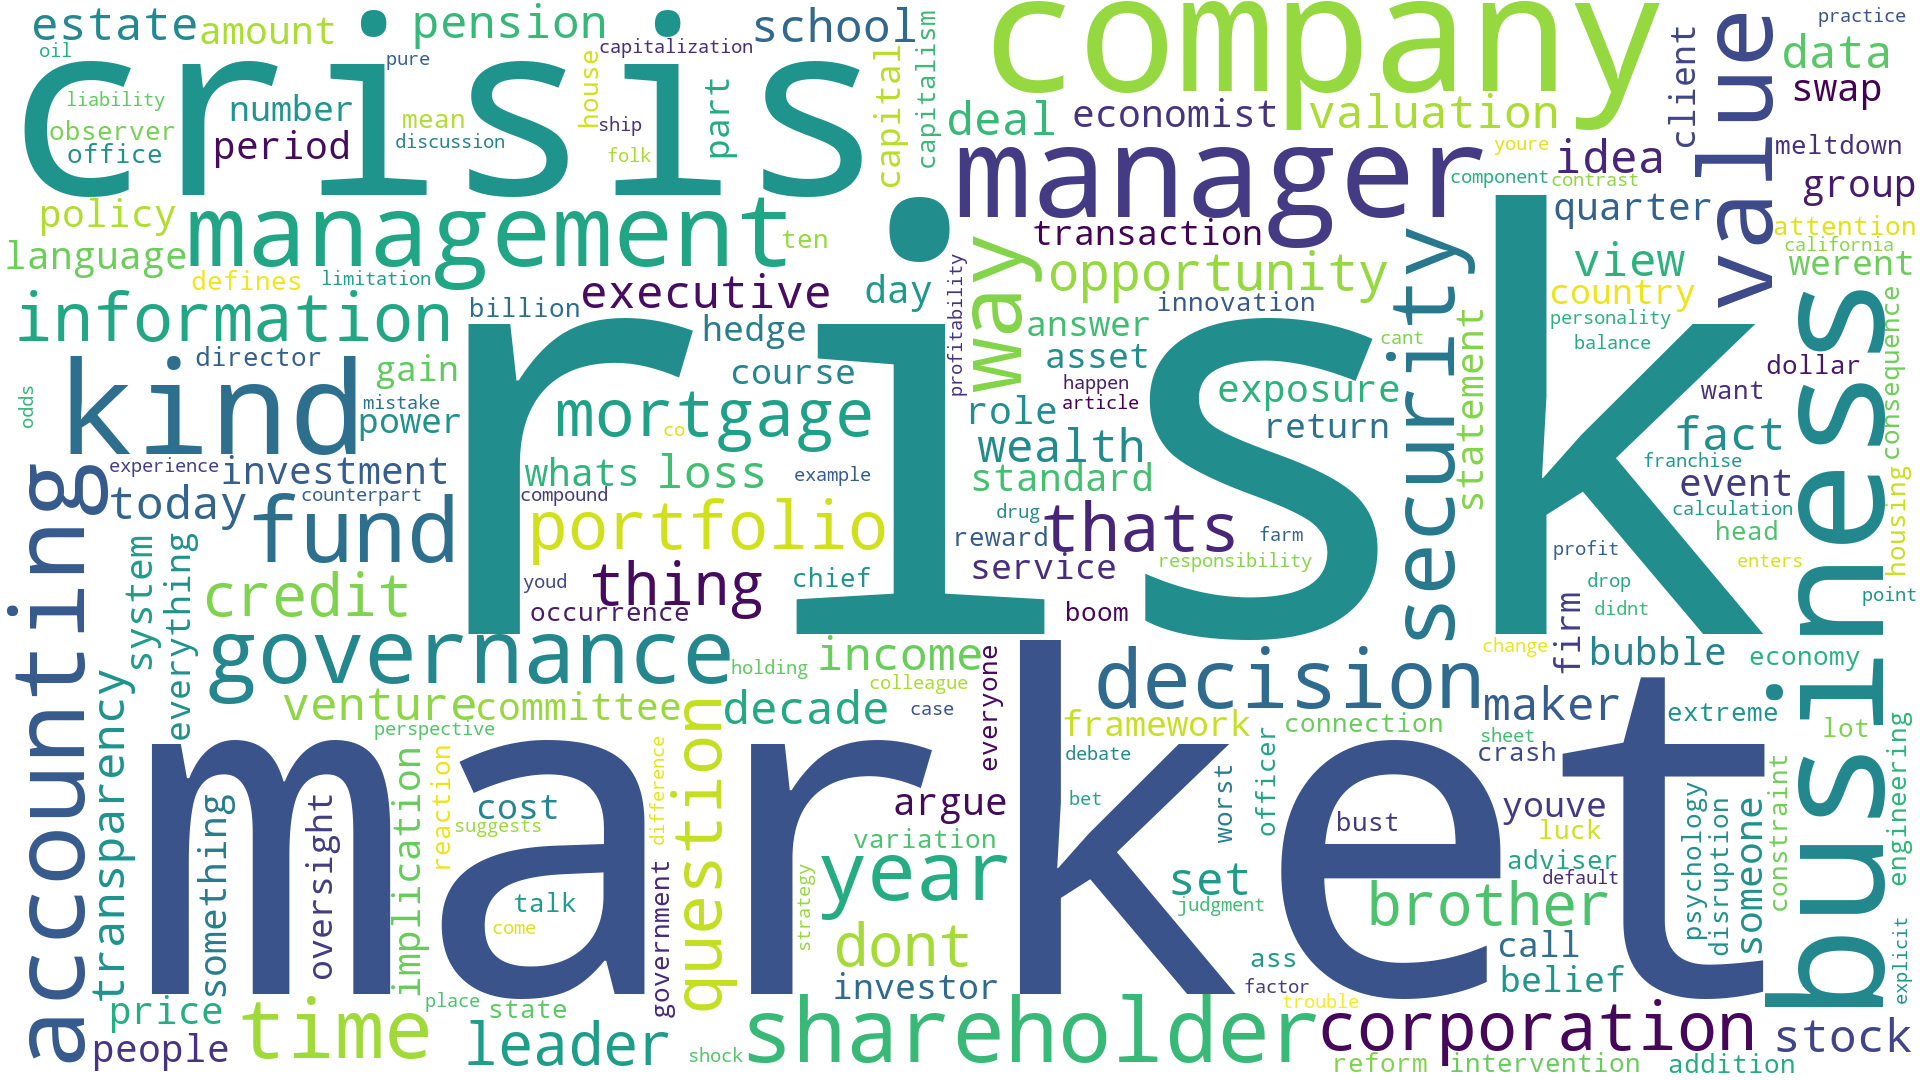 crisis
company
estate
amount
pension
school
value
practice
data
swap
oil
pure
capitalization
house
capital
capitalism
client
liability
number
mean
part
ship
deal
economist
valuation
observer
period
discussion
folk
manager
youre
idea
meltdown
office
component
contrast
group
policy
management
ten
transaction
quarter
attention
language
defines
limitation
way
opportunity
security
view
california
werent
information
billion
executive
day
profitability
innovation
country
business
consequence
risk
hedge
answer
statement
personality
kind
director
gain
course
asset
cant
balance
dollar
odds
mistake
power
mortgage
co
happen
article
exposure
want
role
return
fact
accounting
experience
investment
whats
loss
example
wealth
standard
franchise
event
today
counterpart
compound
fund
portfolio
drug
thats
calculation
housing
system
everything
reward
farm
head
credit
youd
thing
chief
service
responsibility
profit
enters
occurrence
boom
drop
didnt
point
governance
holding
income
everyone
decision
change
firm
bubble
economy
transparency
venture
committee
decade
colleague
case
framework
connection
maker
extreme
lot
perspective
market
question
officer
sheet
crash
debate
engineering
something
oversight
implication
reaction
cost
suggests
difference
argue
variation
worst
bet
bust
youve
luck
psychology
disruption
someone
constraint
year
set
adviser
default
talk
come
government
strategy
judgment
brother
dont
call
explicit
investor
ass
factor
belief
price
place
state
trouble
people
time
leader
shock
shareholder
corporation
stock
reform
intervention
addition